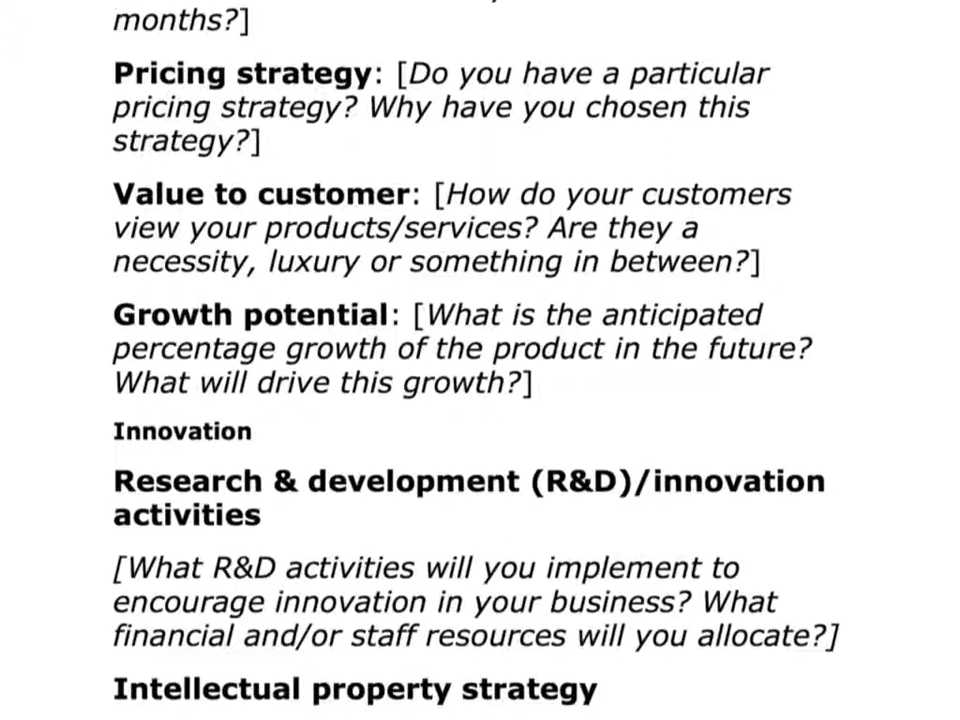 months?]
Pricing strategy: [Do you have a particular
pricing strategy? Why have you chosen this
strategy?]
Value to customer: [How do your customers
view your products/services? Are they a
necessity, luxury or something in between?]
Growth potential: [What is the anticipated
percentage growth of the product in the future?
What will drive this growth?]
Innovation
Research & development (R&D)/innovation
activities
[What R&D activities will you implement to
encourage innovation in your business? What
financial and/or staff resources will you allocate?]
Intellectual property strategy